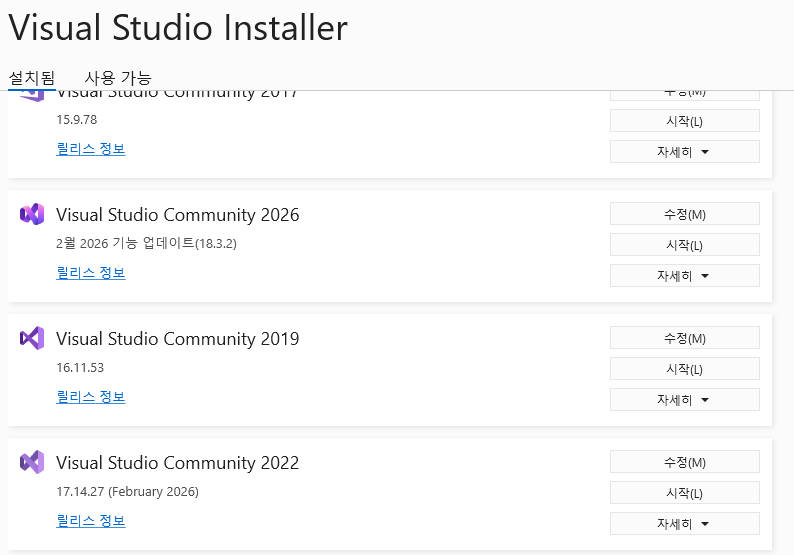 Visual Studio Installer
설치됨 사용 가능
Visual Studio Community 2017
수정(M)
15.9.78
시작(L)
릴리스 정보
자세히
Visual Studio Community 2026
수정(M)
2월 2026 기능 업데이트(18.3.2)
시작(L)
릴리스 정보
자세히
Visual Studio Community 2019
수정(M)
16.11.53
시작(L)
릴리스 정보
자세히
Visual Studio Community 2022
수정(M)
17.14.27 (February 2026)
시작(L)
릴리스 정보
자세히